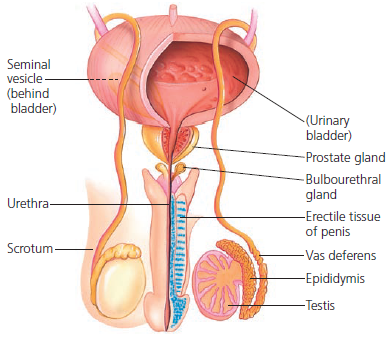 Seminal
vesicle
(behind
bladder)
Urethra
Scrotum
(Urinary
bladder)
Prostate gland
Bulbourethral
gland
Erectile tissue
of penis
Vas deferens
Epididymis
Testis